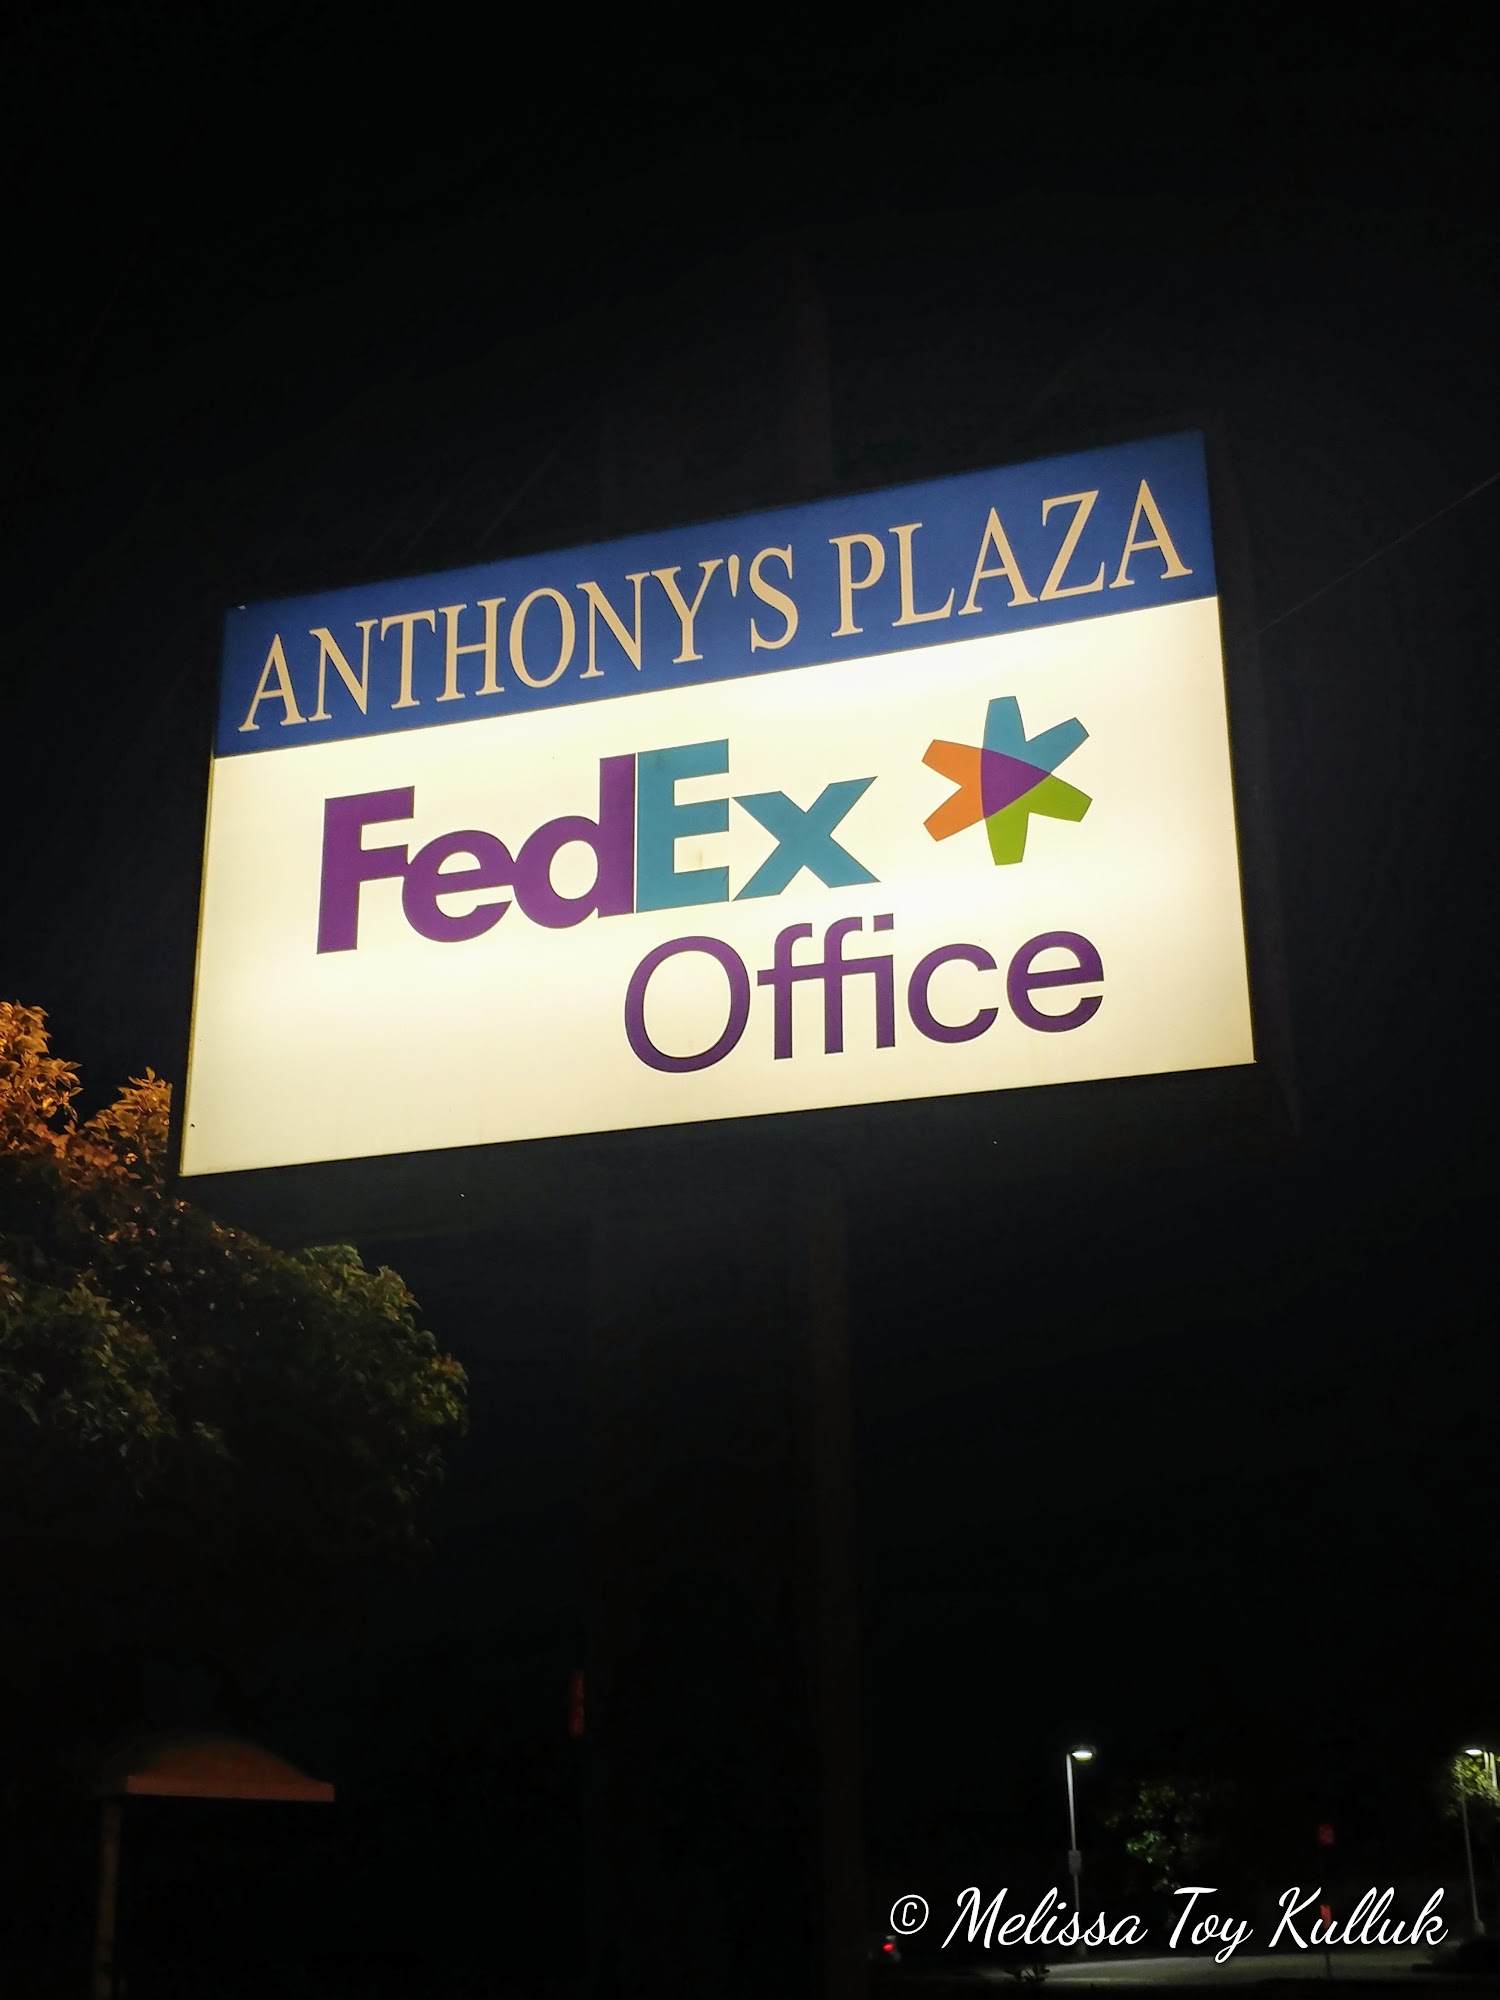 ANTHONY'S PLAZA
FedEx
Office
© Melissa Toy Kulluk